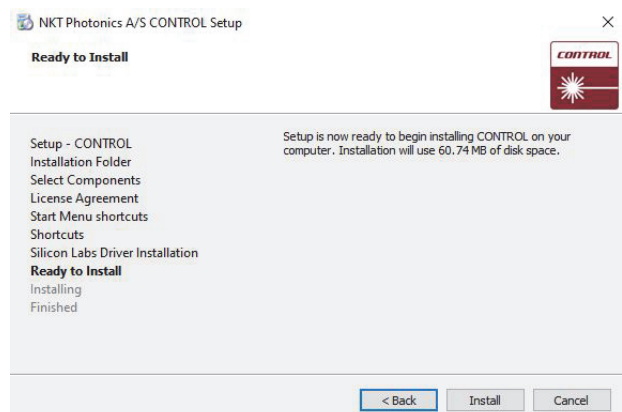 NKT Photonics A/S CONTROL Setup
Ready to Install
CONTROL
Setup - CONTROL
Installation Folder
Select Components
License Agreement
Start Menu shortcuts
Shortcuts
Silicon Labs Driver Installation
Ready to Install
Installing
Finished
Setup is now ready to begin installing CONTROL on your
computer. Installation will use 60.74 MB of disk space.
< Back
Install
Cancel